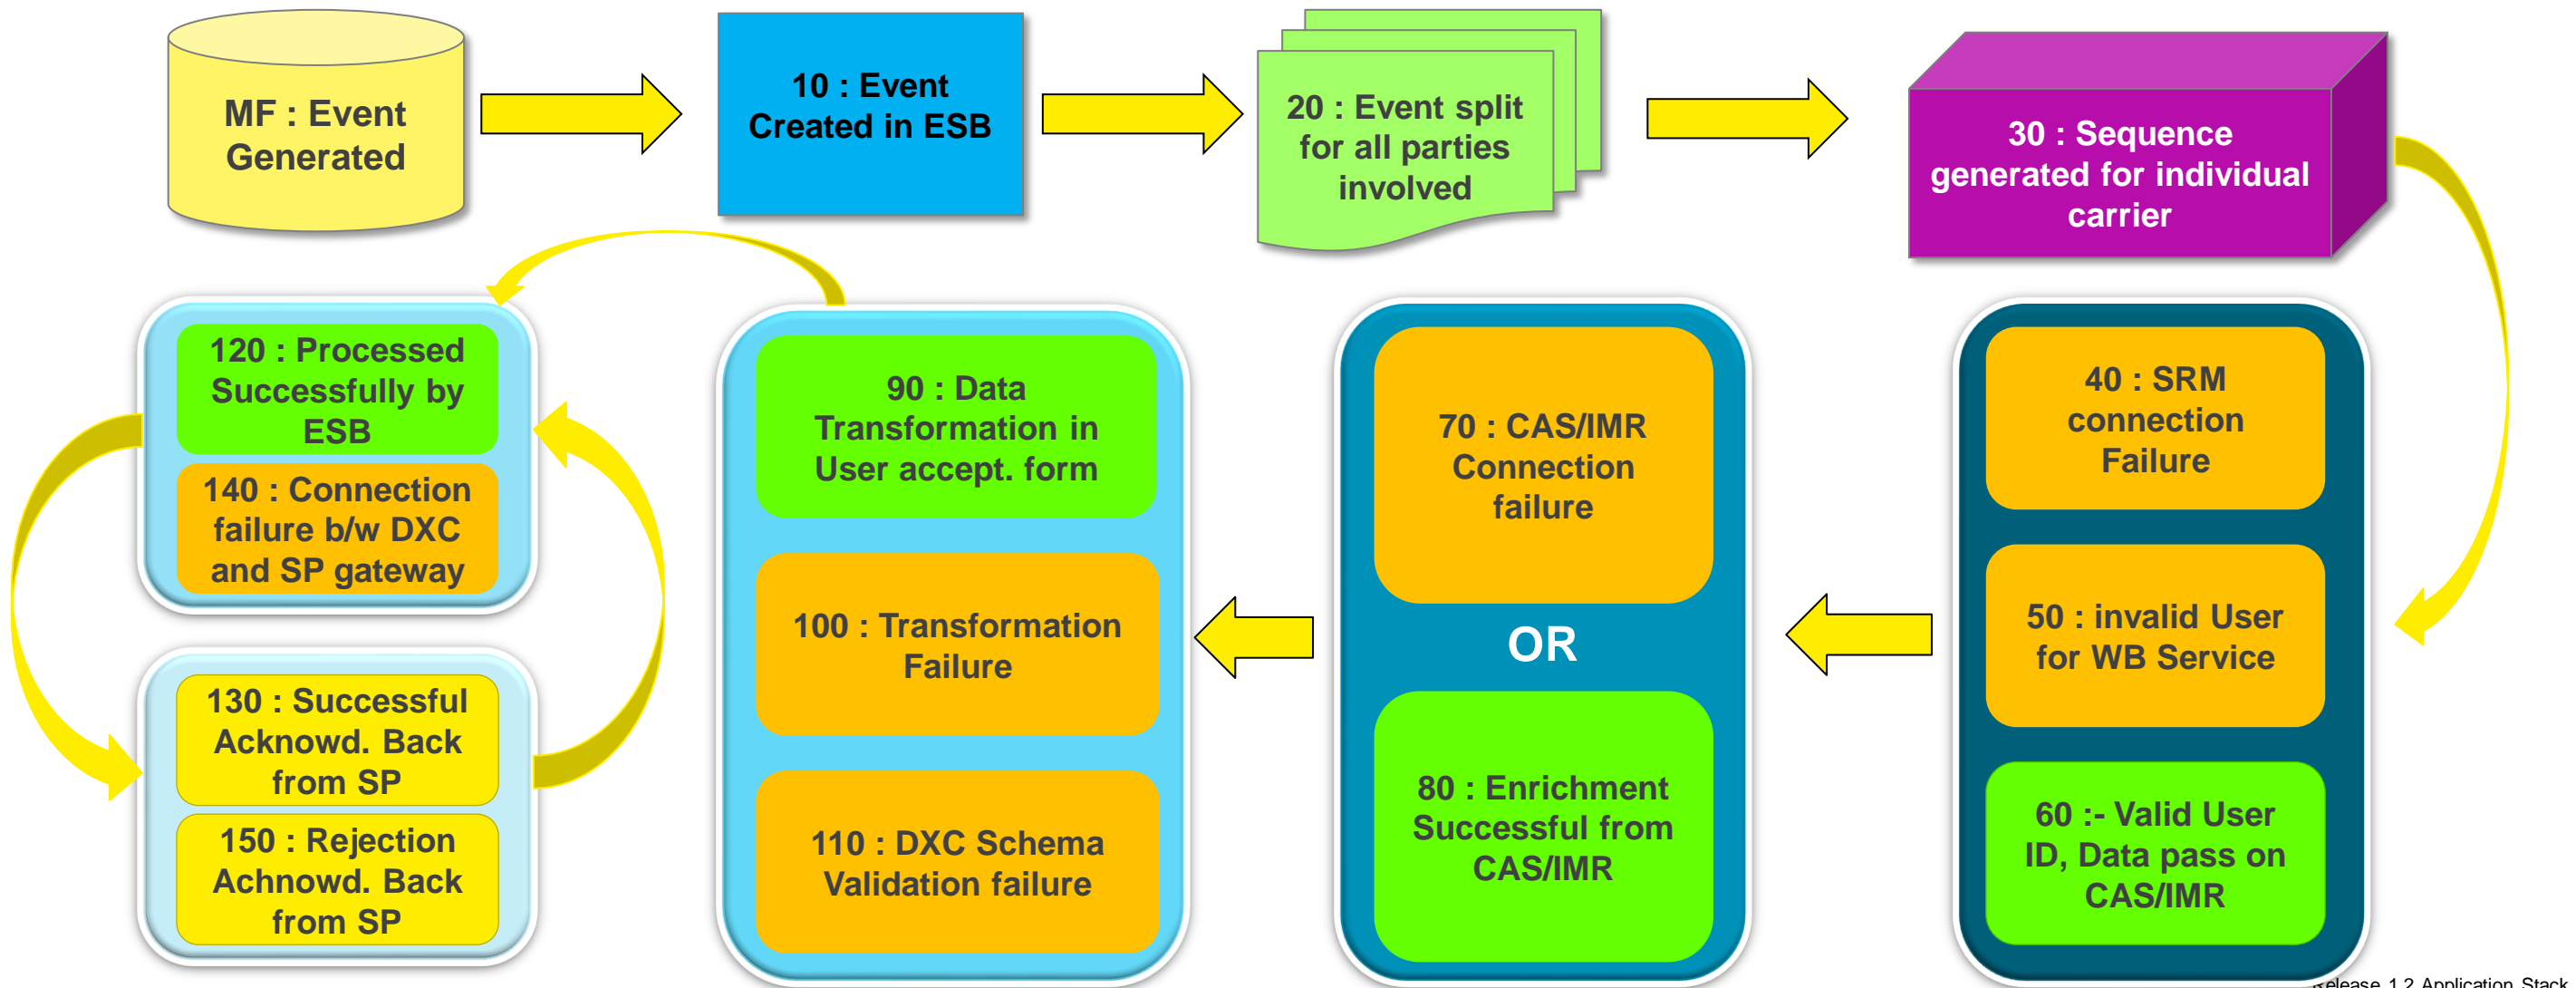 MF : Event
Generated
10 : Event
Created in ESB
20 : Event split
for all parties
involved
30 : Sequence
generated for individual
carrier
120 : Processed
Successfully by
ESB
140 : Connection
failure b/w DXC
and SP gateway
130 : Successful
Acknowd. Back
from SP
150 : Rejection
Achnowd. Back
from SP
90 : Data
Transformation in
User accept. form
100 : Transformation
Failure
110 : DXC Schema
Validation failure
70 : CAS/IMR
Connection
failure
OR
80 : Enrichment
Successful from
CAS/IMR
40 : SRM
connection
Failure
50 : invalid User
for WB Service
60 :- Valid User
ID, Data pass on
CAS/IMR
Release 1.2 Application Stack